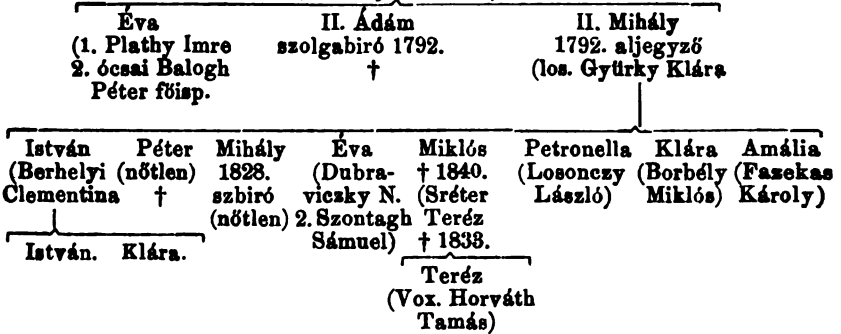 Éva II. Ádám II. Mihály
(1. Plathy Imre szolgabiró 1792. 1792. aljegyző
2. ócsai Balogh † (los. Gyürky Klára
Péter főisp.
István Péter Mihály Éva Miklós Petronella Klára Amália
(Berhelyi (nőtlen) 1828. (Dubra- † 1840. (Losonczy (Borbély (Fazekas
Clementina † szbiró viczky N. (Sréter László) Miklós) Károly)
(nőtlen) 2. Szontagh Teréz
István. Klára. Sámuel) † 1833.
Teréz
(Vox. Horváth
Tamás)